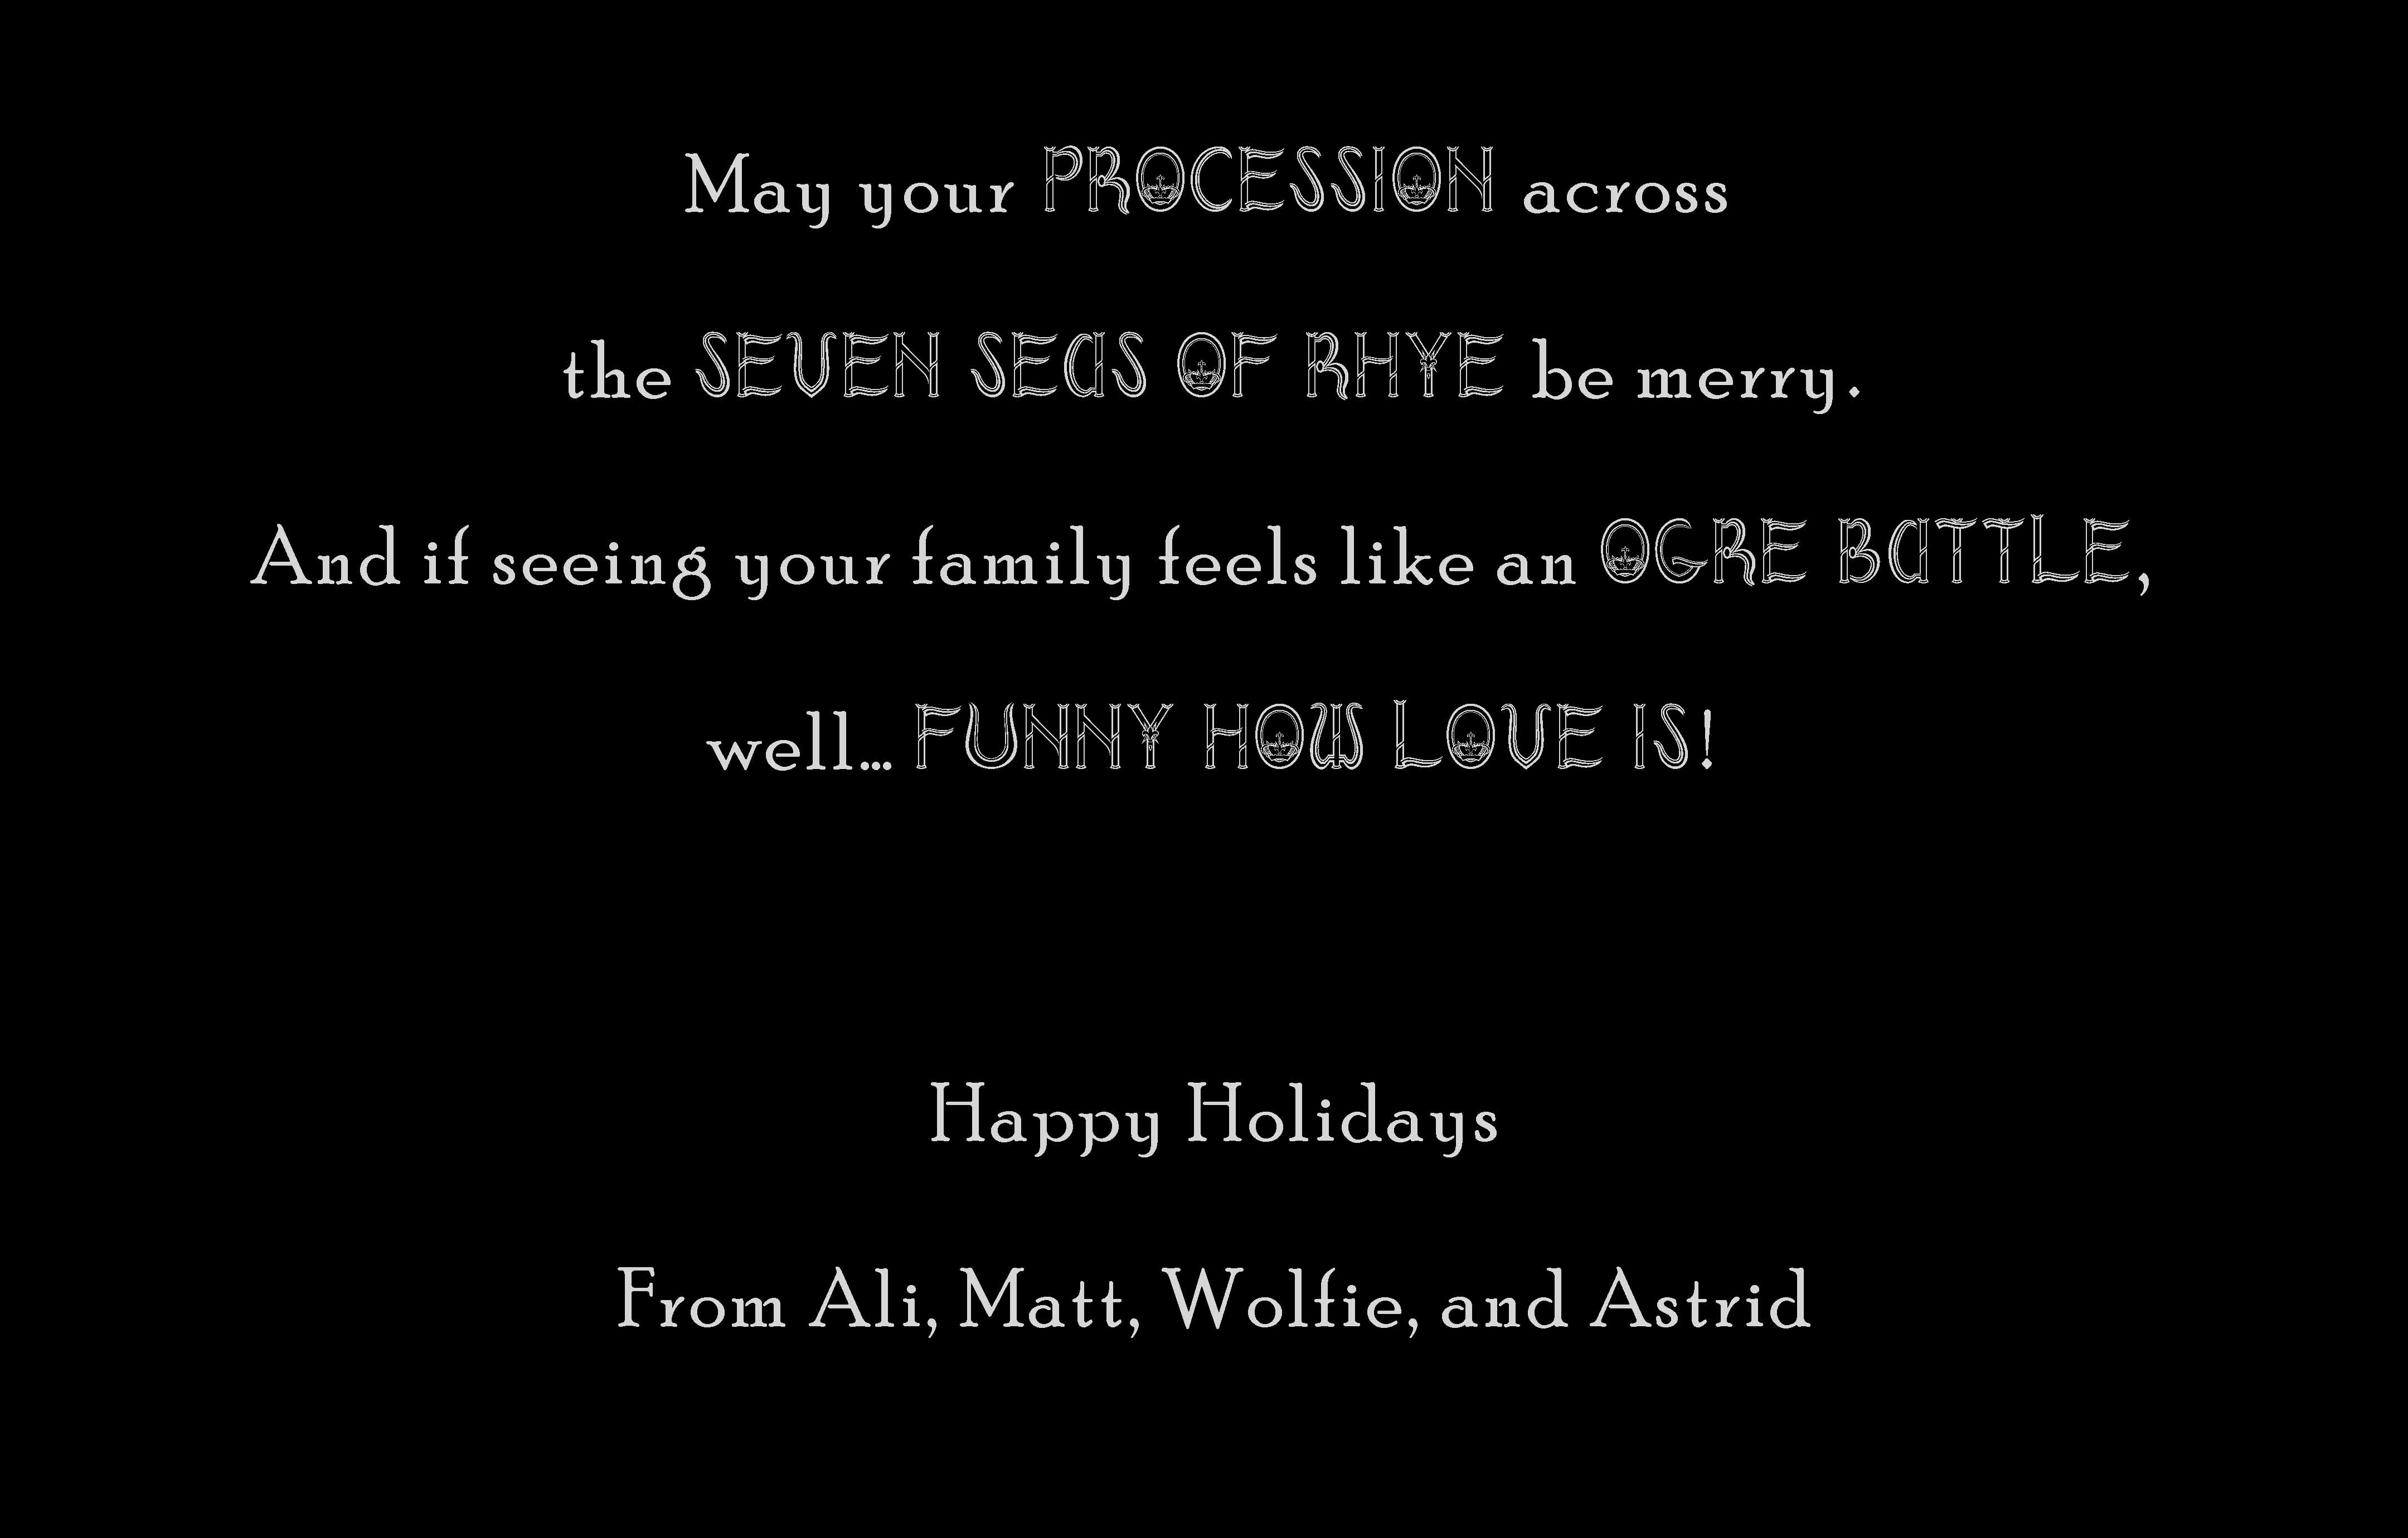 May your PROCESSION across
the SEVEN SEAS OF RHYE be merry.
And if seeing your family feels like an OGRE BATTLE,
well... FUNNY HOW LOVE IS!
Happy Holidays
From Ali, Matt, Wolfie, and Astrid